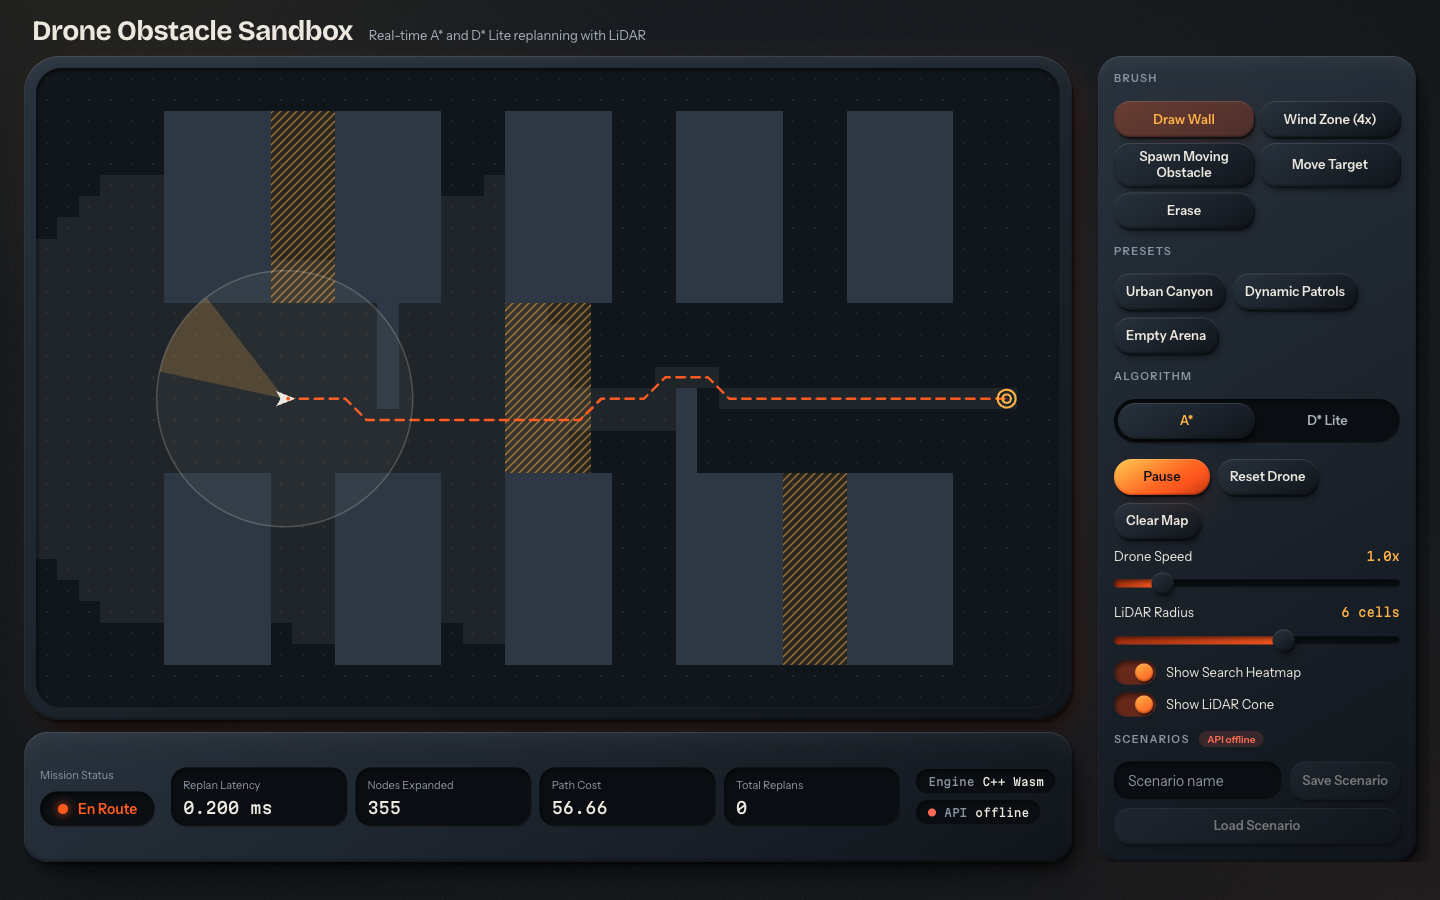 Drone Obstacle Sandbox
Real-time A* and D* Lite replanning with LiDAR
BRUSH
Draw Wall
Wind Zone (4x)
Spawn Moving
Obstacle
Move Target
Erase
PRESETS
Urban Canyon
Dynamic Patrols
Empty Arena
ALGORITHM
A*
D* Lite
Pause
Reset Drone
Clear Map
Drone Speed
1.0x
LiDAR Radius
6 cells
Show Search Heatmap
Show LiDAR Cone
SCENARIOS
API offline
Scenario name
Save Scenario
Load Scenario
Mission Status
En Route
Replan Latency
0.200 ms
Nodes Expanded
355
Path Cost
56.66
Total Replans
0
Engine C++ Wasm
API offline